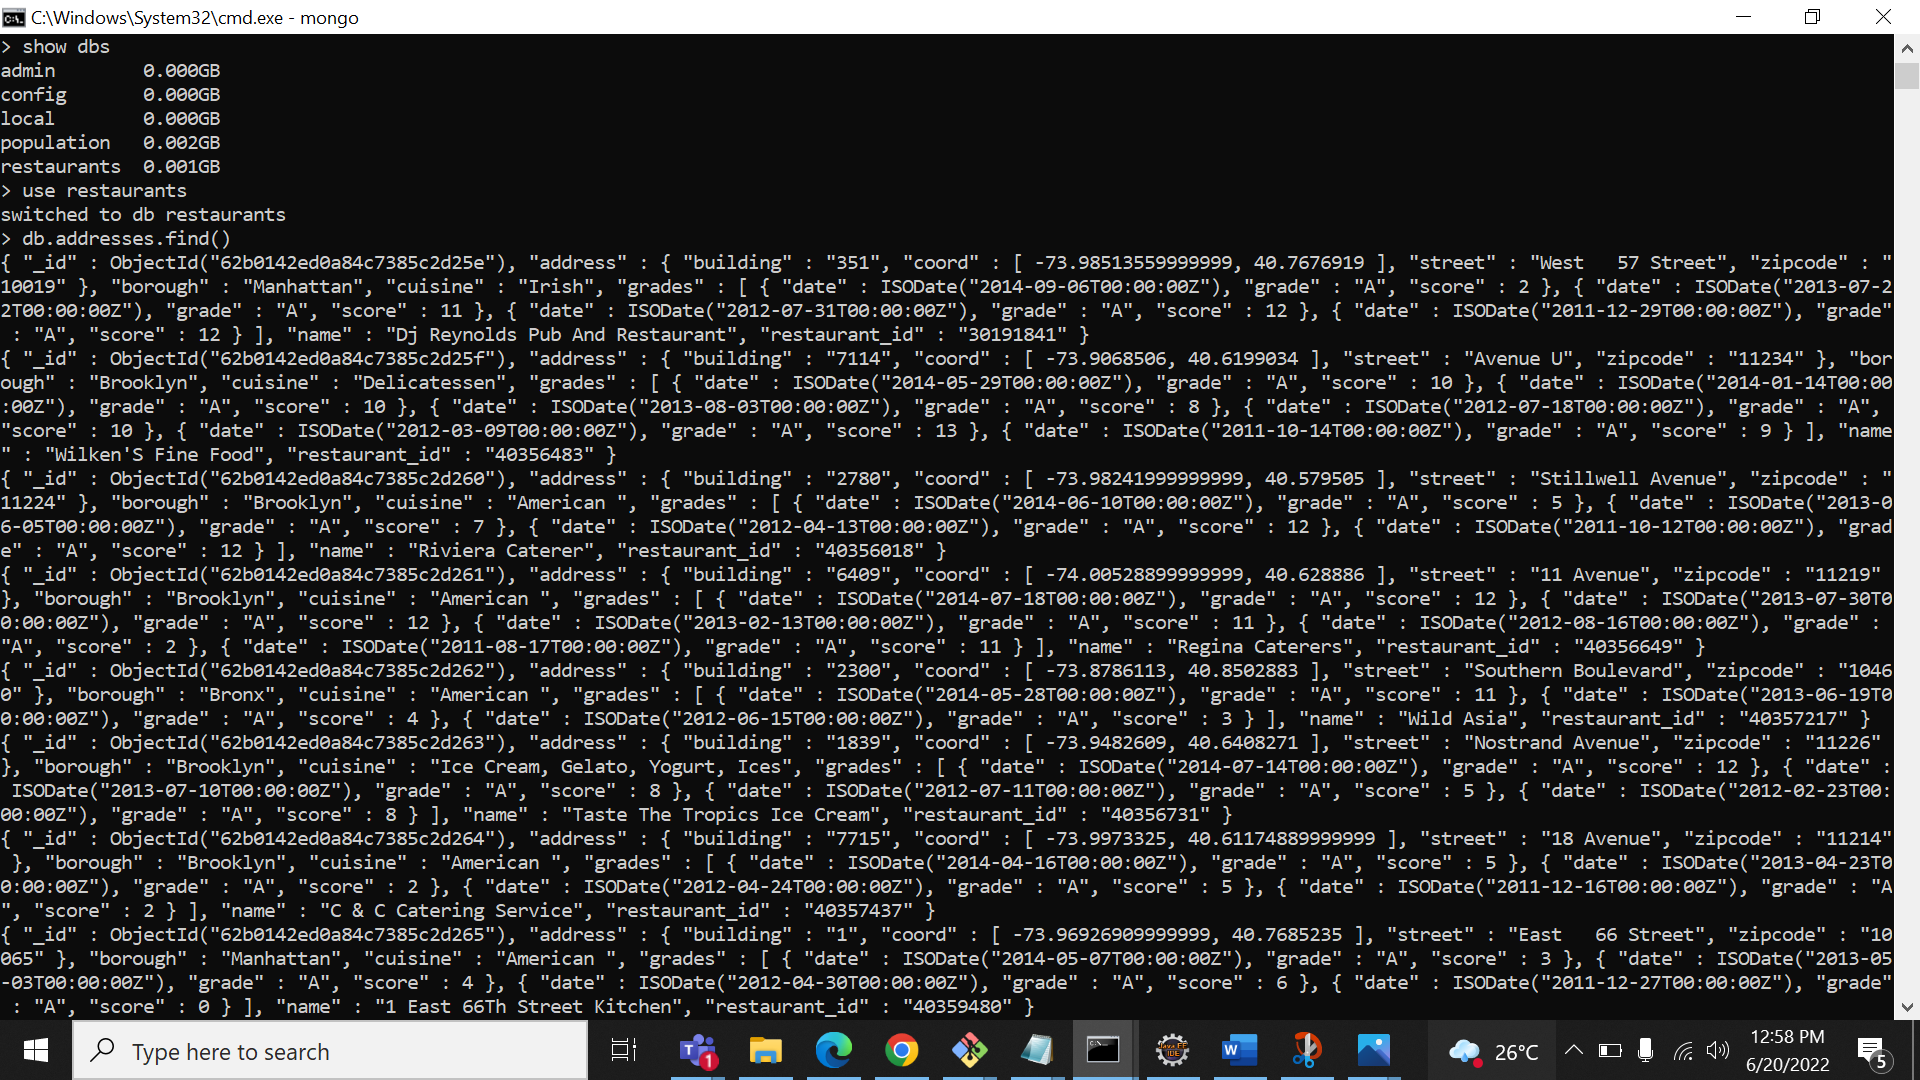 C:\Windows\System32\cmd.exe - mongo
> show dbs
admin        0.000GB
config       0.000GB
local        0.000GB
population   0.002GB
restaurants  0.001GB
> use restaurants
switched to db restaurants
> db.addresses.find()
{ "_id" : ObjectId("62b0142ed0a84c7385c2d25e"), "address" : { "building" : "351", "coord" : [ -73.98513559999999, 40.7676919 ], "street" : "West   57 Street", "zipcode" : "
10019" }, "borough" : "Manhattan", "cuisine" : "Irish", "grades" : [ { "date" : ISODate("2014-09-06T00:00:00Z"), "grade" : "A", "score" : 2 }, { "date" : ISODate("2013-07-2
2T00:00:00Z"), "grade" : "A", "score" : 11 }, { "date" : ISODate("2012-07-31T00:00:00Z"), "grade" : "A", "score" : 12 }, { "date" : ISODate("2011-12-29T00:00:00Z"), "grade"
 : "A", "score" : 12 } ], "name" : "Dj Reynolds Pub And Restaurant", "restaurant_id" : "30191841" }
{ "_id" : ObjectId("62b0142ed0a84c7385c2d25f"), "address" : { "building" : "7114", "coord" : [ -73.9068506, 40.6199034 ], "street" : "Avenue U", "zipcode" : "11234" }, "bor
ough" : "Brooklyn", "cuisine" : "Delicatessen", "grades" : [ { "date" : ISODate("2014-05-29T00:00:00Z"), "grade" : "A", "score" : 10 }, { "date" : ISODate("2014-01-14T00:00
:00Z"), "grade" : "A", "score" : 10 }, { "date" : ISODate("2013-08-03T00:00:00Z"), "grade" : "A", "score" : 8 }, { "date" : ISODate("2012-07-18T00:00:00Z"), "grade" : "A",
"score" : 10 }, { "date" : ISODate("2012-03-09T00:00:00Z"), "grade" : "A", "score" : 13 }, { "date" : ISODate("2011-10-14T00:00:00Z"), "grade" : "A", "score" : 9 } ], "name
" : "Wilken'S Fine Food", "restaurant_id" : "40356483" }
{ "_id" : ObjectId("62b0142ed0a84c7385c2d260"), "address" : { "building" : "2780", "coord" : [ -73.98241999999999, 40.579505 ], "street" : "Stillwell Avenue", "zipcode" : "
11224" }, "borough" : "Brooklyn", "cuisine" : "American ", "grades" : [ { "date" : ISODate("2014-06-10T00:00:00Z"), "grade" : "A", "score" : 5 }, { "date" : ISODate("2013-0
6-05T00:00:00Z"), "grade" : "A", "score" : 7 }, { "date" : ISODate("2012-04-13T00:00:00Z"), "grade" : "A", "score" : 12 }, { "date" : ISODate("2011-10-12T00:00:00Z"), "grad
e" : "A", "score" : 12 } ], "name" : "Riviera Caterer", "restaurant_id" : "40356018" }
{ "_id" : ObjectId("62b0142ed0a84c7385c2d261"), "address" : { "building" : "6409", "coord" : [ -74.00528899999999, 40.628886 ], "street" : "11 Avenue", "zipcode" : "11219"
}, "borough" : "Brooklyn", "cuisine" : "American ", "grades" : [ { "date" : ISODate("2014-07-18T00:00:00Z"), "grade" : "A", "score" : 12 }, { "date" : ISODate("2013-07-30T0
0:00:00Z"), "grade" : "A", "score" : 12 }, { "date" : ISODate("2013-02-13T00:00:00Z"), "grade" : "A", "score" : 11 }, { "date" : ISODate("2012-08-16T00:00:00Z"), "grade" :
"A", "score" : 2 }, { "date" : ISODate("2011-08-17T00:00:00Z"), "grade" : "A", "score" : 11 } ], "name" : "Regina Caterers", "restaurant_id" : "40356649" }
{ "_id" : ObjectId("62b0142ed0a84c7385c2d262"), "address" : { "building" : "2300", "coord" : [ -73.8786113, 40.8502883 ], "street" : "Southern Boulevard", "zipcode" : "1046
0" }, "borough" : "Bronx", "cuisine" : "American ", "grades" : [ { "date" : ISODate("2014-05-28T00:00:00Z"), "grade" : "A", "score" : 11 }, { "date" : ISODate("2013-06-19T0
0:00:00Z"), "grade" : "A", "score" : 4 }, { "date" : ISODate("2012-06-15T00:00:00Z"), "grade" : "A", "score" : 3 } ], "name" : "Wild Asia", "restaurant_id" : "40357217" }
{ "_id" : ObjectId("62b0142ed0a84c7385c2d263"), "address" : { "building" : "1839", "coord" : [ -73.9482609, 40.6408271 ], "street" : "Nostrand Avenue", "zipcode" : "11226"
}, "borough" : "Brooklyn", "cuisine" : "Ice Cream, Gelato, Yogurt, Ices", "grades" : [ { "date" : ISODate("2014-07-14T00:00:00Z"), "grade" : "A", "score" : 12 }, { "date" :
 ISODate("2013-07-10T00:00:00Z"), "grade" : "A", "score" : 8 }, { "date" : ISODate("2012-07-11T00:00:00Z"), "grade" : "A", "score" : 5 }, { "date" : ISODate("2012-02-23T00:
00:00Z"), "grade" : "A", "score" : 8 } ], "name" : "Taste The Tropics Ice Cream", "restaurant_id" : "40356731" }
{ "_id" : ObjectId("62b0142ed0a84c7385c2d264"), "address" : { "building" : "7715", "coord" : [ -73.9973325, 40.61174889999999 ], "street" : "18 Avenue", "zipcode" : "11214"
 }, "borough" : "Brooklyn", "cuisine" : "American ", "grades" : [ { "date" : ISODate("2014-04-16T00:00:00Z"), "grade" : "A", "score" : 5 }, { "date" : ISODate("2013-04-23T0
0:00:00Z"), "grade" : "A", "score" : 2 }, { "date" : ISODate("2012-04-24T00:00:00Z"), "grade" : "A", "score" : 5 }, { "date" : ISODate("2011-12-16T00:00:00Z"), "grade" : "A
", "score" : 2 } ], "name" : "C & C Catering Service", "restaurant_id" : "40357437" }
{ "_id" : ObjectId("62b0142ed0a84c7385c2d265"), "address" : { "building" : "1", "coord" : [ -73.96926909999999, 40.7685235 ], "street" : "East   66 Street", "zipcode" : "10
065" }, "borough" : "Manhattan", "cuisine" : "American ", "grades" : [ { "date" : ISODate("2014-05-07T00:00:00Z"), "grade" : "A", "score" : 3 }, { "date" : ISODate("2013-05
-03T00:00:00Z"), "grade" : "A", "score" : 4 }, { "date" : ISODate("2012-04-30T00:00:00Z"), "grade" : "A", "score" : 6 }, { "date" : ISODate("2011-12-27T00:00:00Z"), "grade"
 : "A", "score" : 0 } ], "name" : "1 East 66Th Street Kitchen", "restaurant_id" : "40359480" }
Type here to search
26°C
12:58 PM
6/20/2022
5